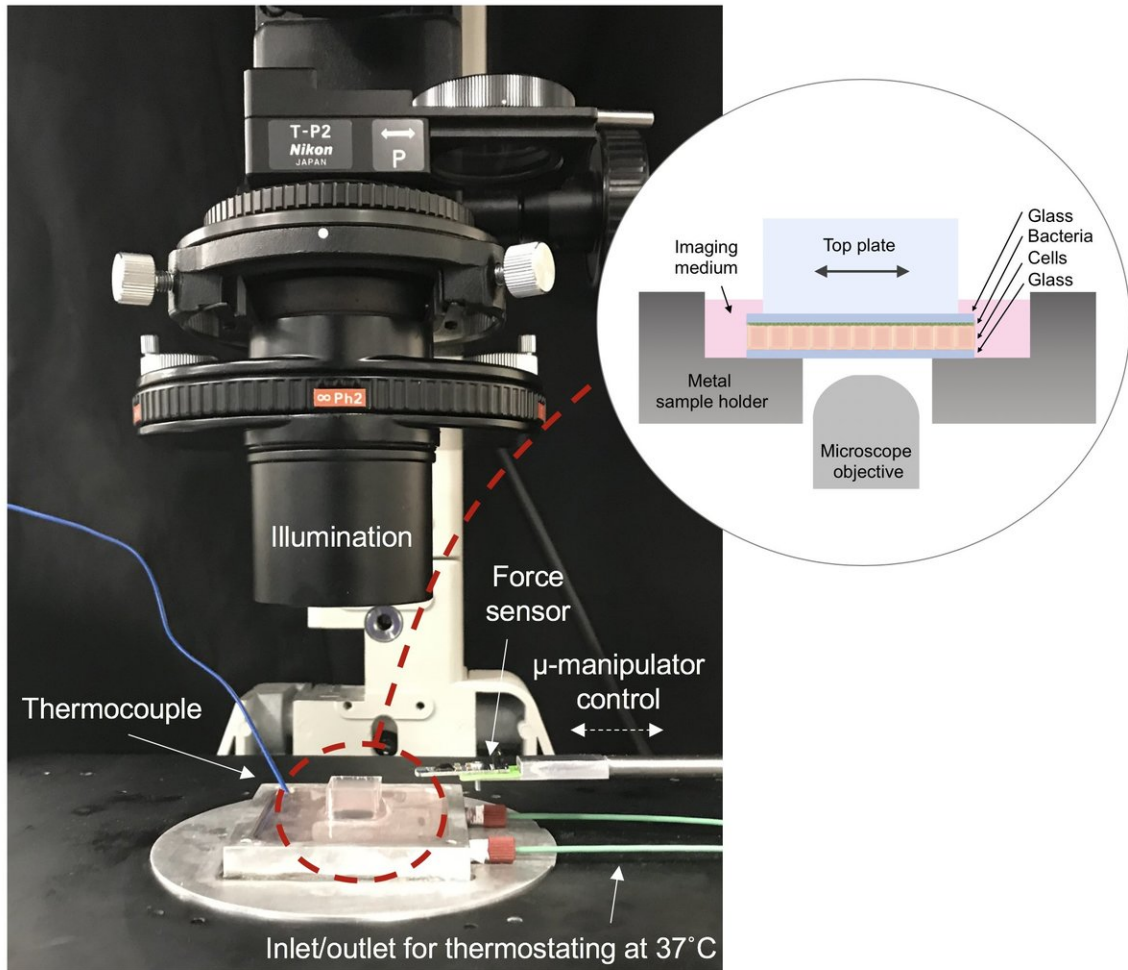 T-P2
Nikon
JAPAN
P
∞ Ph2
Illumination
Force
sensor
µ-manipulator
control
Thermocouple
Inlet/outlet for thermostating at 37˚C
Imaging
medium
Top plate
Glass
Bacteria
Cells
Glass
Metal
sample holder
Microscope
objective